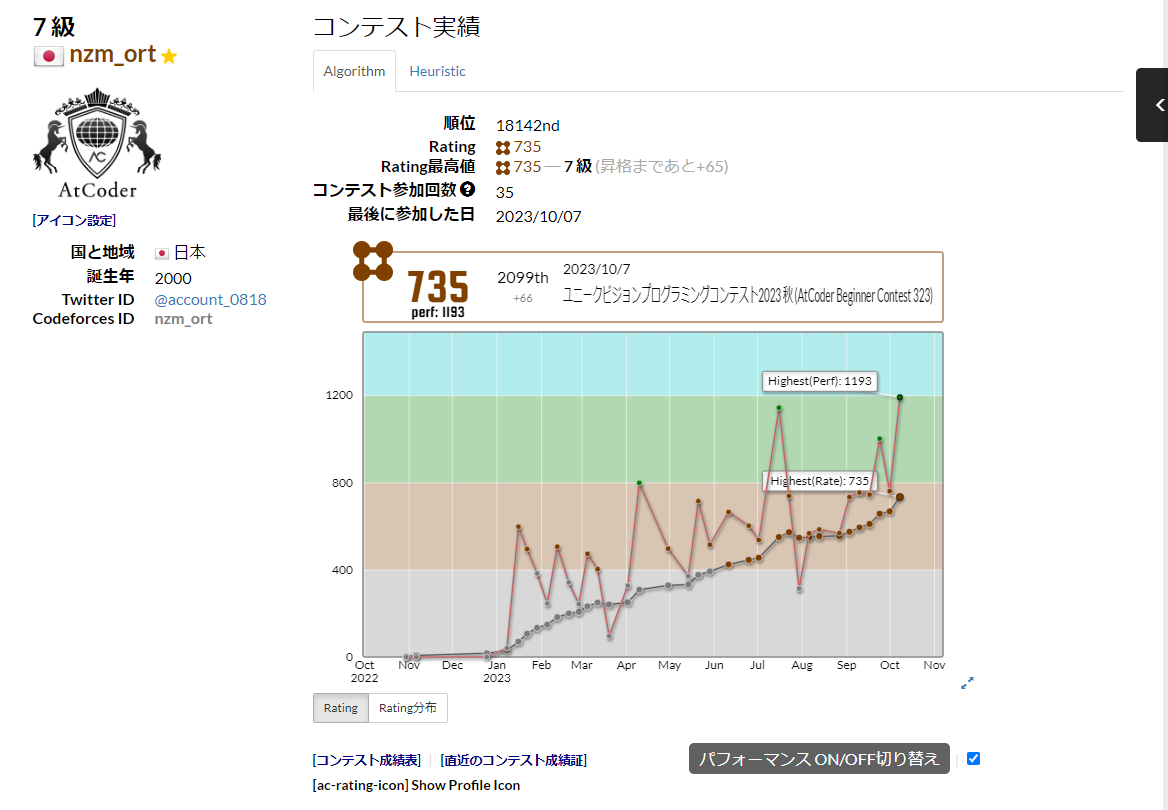 7 級
nzm_ort
AC
AtCoder
[アイコン設定]
国と地域 日本
誕生年 2000
Twitter ID @account_0818
Codeforces ID nzm_ort
コンテスト実績
Algorithm Heuristic
順位 18142nd
Rating 735
Rating最高値 735 ― 7 級 (昇格まであと+65)
コンテスト参加回数 35
最後に参加した日 2023/10/07
735
perf: 1193
2099th
+66
2023/10/7
ユニークビジョンプログラミングコンテスト2023 秋 (AtCoder Beginner Contest 323)
Highest(Perf): 1193
1200
Highest(Rate): 735
800
400
0
Oct Nov Dec Jan Feb Mar Apr May Jun Jul Aug Sep Oct Nov
2022 2023
Rating Rating分布
[コンテスト成績表] [直近のコンテスト成績証]
パフォーマンス ON/OFF切り替え
[ac-rating-icon] Show Profile Icon